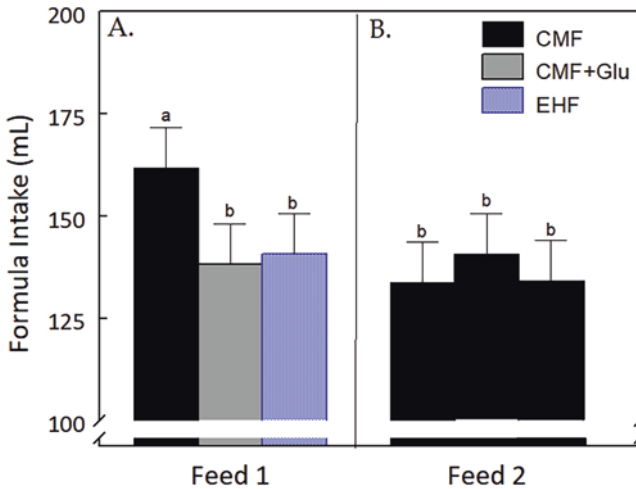 200
A.
B.
CMF
CMF+Glu
EHF
175
a
b
b
b
b
b
150
125
100
Formula Intake (mL)
Feed 1
Feed 2